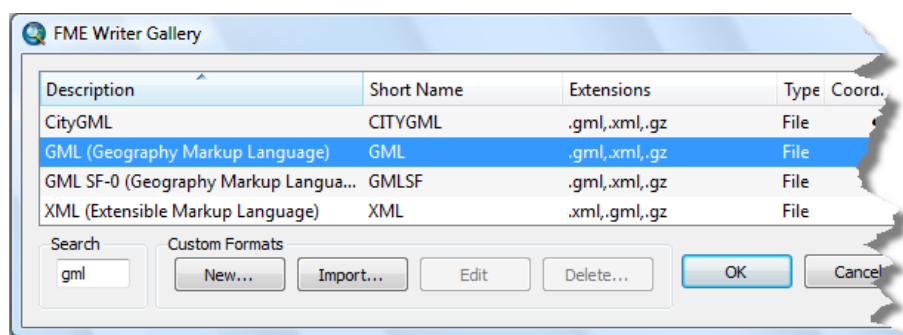 FME Writer Gallery
Description Short Name Extensions Type Coord.
CityGML CITYGML .gml,.xml,.gz File
GML (Geography Markup Language) GML .gml,.xml,.gz File
GML SF-0 (Geography Markup Langua... GMLSF .gml,.xml,.gz File
XML (Extensible Markup Language) XML .xml,.gml,.gz File
Search Custom Formats
gml New... Import... Edit Delete... OK Cancel